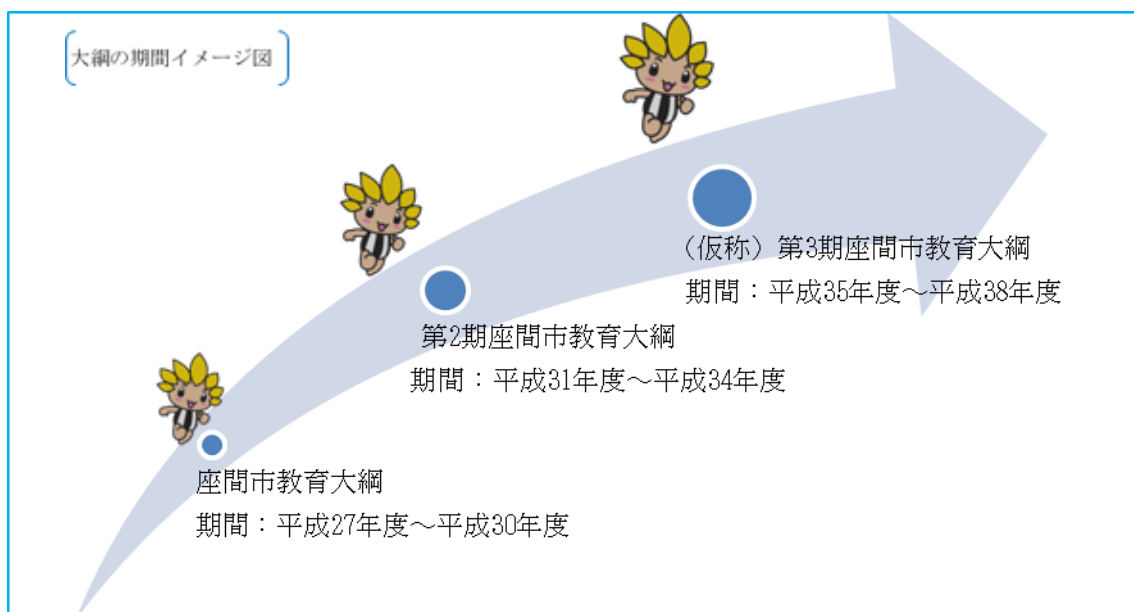 大綱の期間イメージ図
(仮称)第3期座間市教育大綱
期間：平成35年度～平成38年度
第2期座間市教育大綱
期間：平成31年度～平成34年度
座間市教育大綱
期間：平成27年度～平成30年度